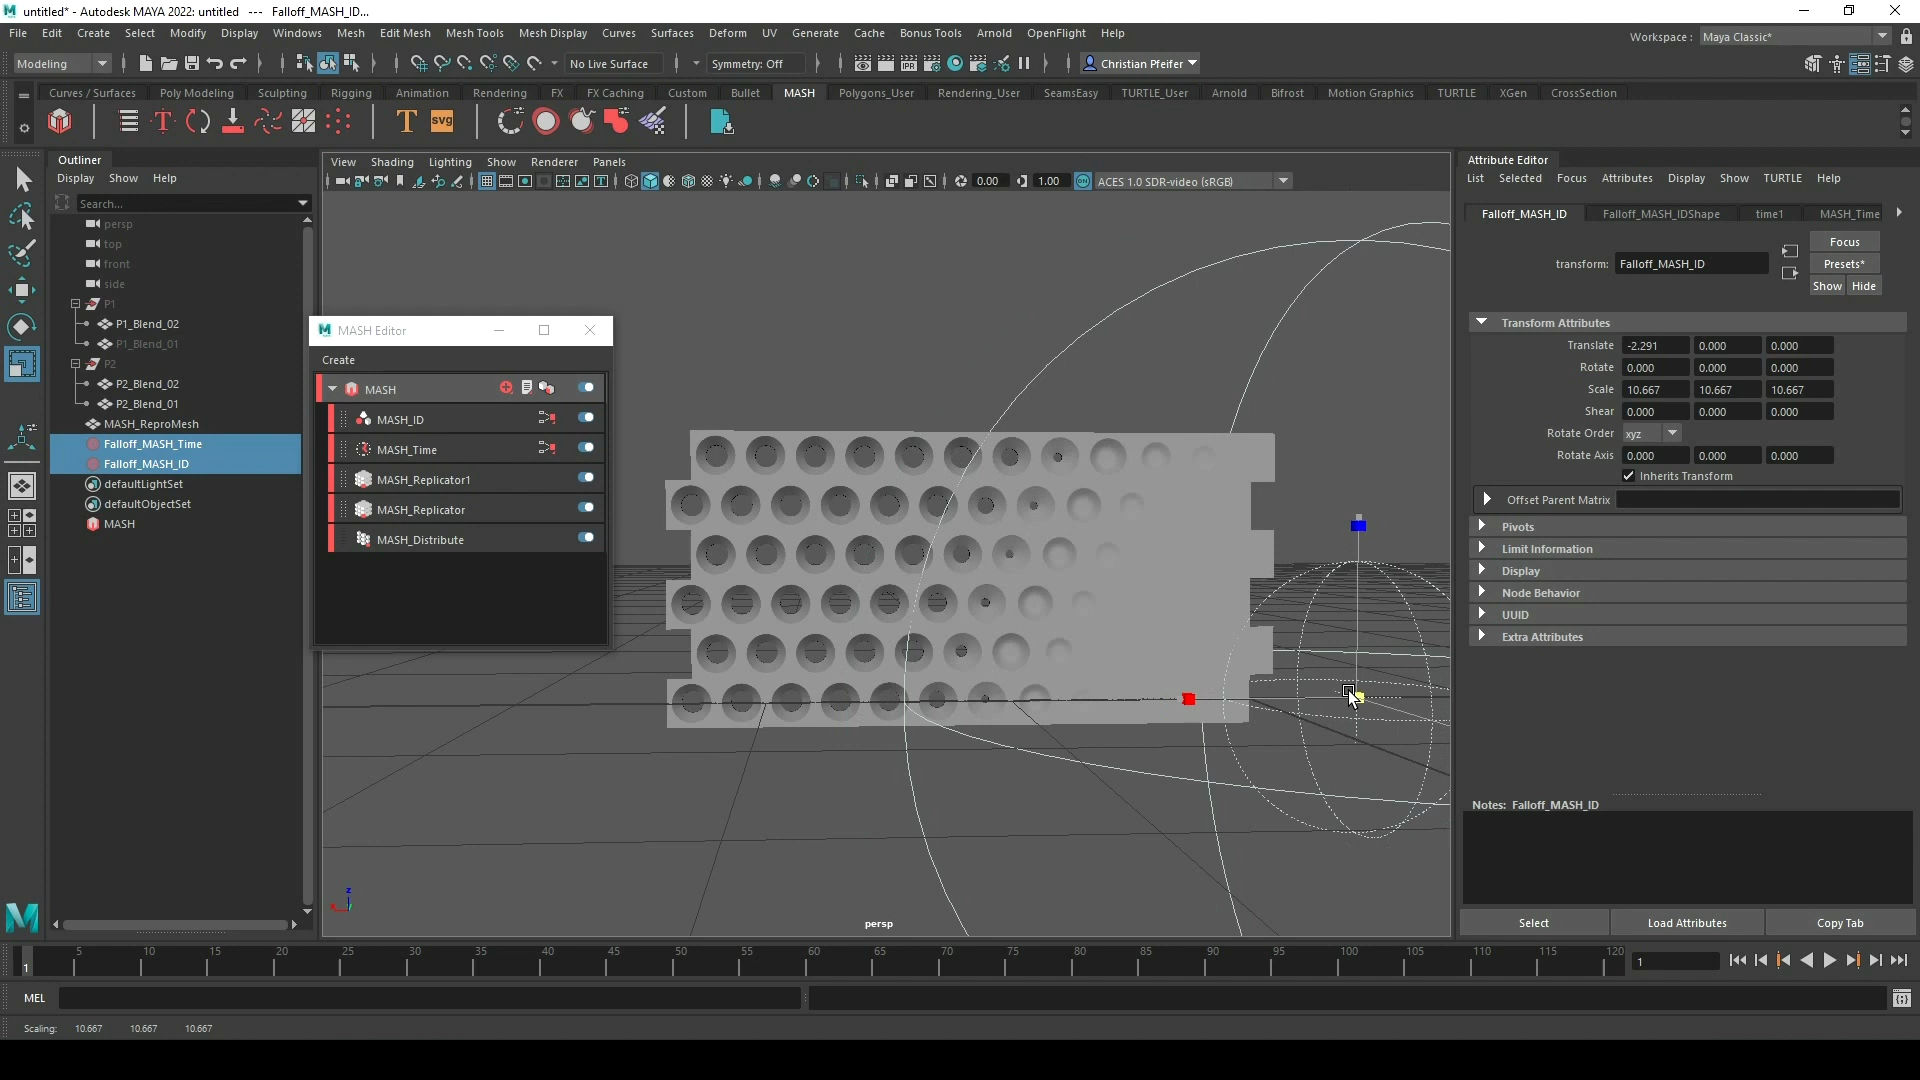 untitled* - Autodesk MAYA 2022: untitled   ---   Falloff_MASH_ID...
File Edit Create Select Modify Display Windows Mesh Edit Mesh Mesh Tools Mesh Display Curves Surfaces Deform UV Generate Cache Bonus Tools Arnold OpenFlight Help
Workspace : Maya Classic*
Modeling No Live Surface Symmetry: Off IPR Christian Pfeifer
Curves / Surfaces Poly Modeling Sculpting Rigging Animation Rendering FX FX Caching Custom Bullet MASH Polygons_User Rendering_User SeamsEasy TURTLE_User Arnold Bifrost Motion Graphics TURTLE XGen CrossSection
T T svg
Outliner
Display Show Help
Search...
persp
top
front
side
P1
P1_Blend_02
P1_Blend_01
P2
P2_Blend_02
P2_Blend_01
MASH_ReproMesh
Falloff_MASH_Time
Falloff_MASH_ID
defaultLightSet
defaultObjectSet
MASH
View Shading Lighting Show Renderer Panels
0.00 1.00 ON ACES 1.0 SDR-video (sRGB)
M MASH Editor
Create
MASH
MASH_ID
MASH_Time
MASH_Replicator1
MASH_Replicator
MASH_Distribute
z
persp
Attribute Editor
List Selected Focus Attributes Display Show TURTLE Help
Falloff_MASH_ID Falloff_MASH_IDShape time1 MASH_Time
transform: Falloff_MASH_ID
Focus
Presets*
Show Hide
Transform Attributes
Translate -2.291 0.000 0.000
Rotate 0.000 0.000 0.000
Scale 10.667 10.667 10.667
Shear 0.000 0.000 0.000
Rotate Order xyz
Rotate Axis 0.000 0.000 0.000
Inherits Transform
Offset Parent Matrix
Pivots
Limit Information
Display
Node Behavior
UUID
Extra Attributes
Notes: Falloff_MASH_ID
Select Load Attributes Copy Tab
1 5 10 15 20 25 30 35 40 45 50 55 60 65 70 75 80 85 90 95 100 105 110 115 120 1
MEL
Scaling: 10.667 10.667 10.667